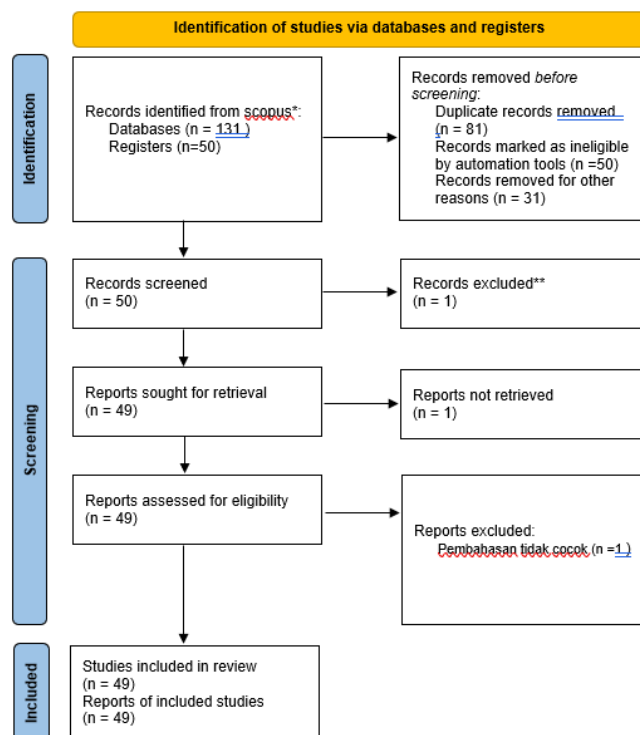 Identification of studies via databases and registers
Identification
Records identified from scopus*:
Databases (n = 131 )
Registers (n=50)
Records removed before
screening:
Duplicate records removed
(n = 81)
Records marked as ineligible
by automation tools (n =50)
Records removed for other
reasons (n = 31)
Screening
Records screened
(n = 50)
Records excluded**
(n = 1)
Reports sought for retrieval
(n = 49)
Reports not retrieved
(n = 1)
Reports assessed for eligibility
(n = 49)
Reports excluded:
Pembahasan tidak cocok (n =1 )
Included
Studies included in review
(n = 49)
Reports of included studies
(n = 49)